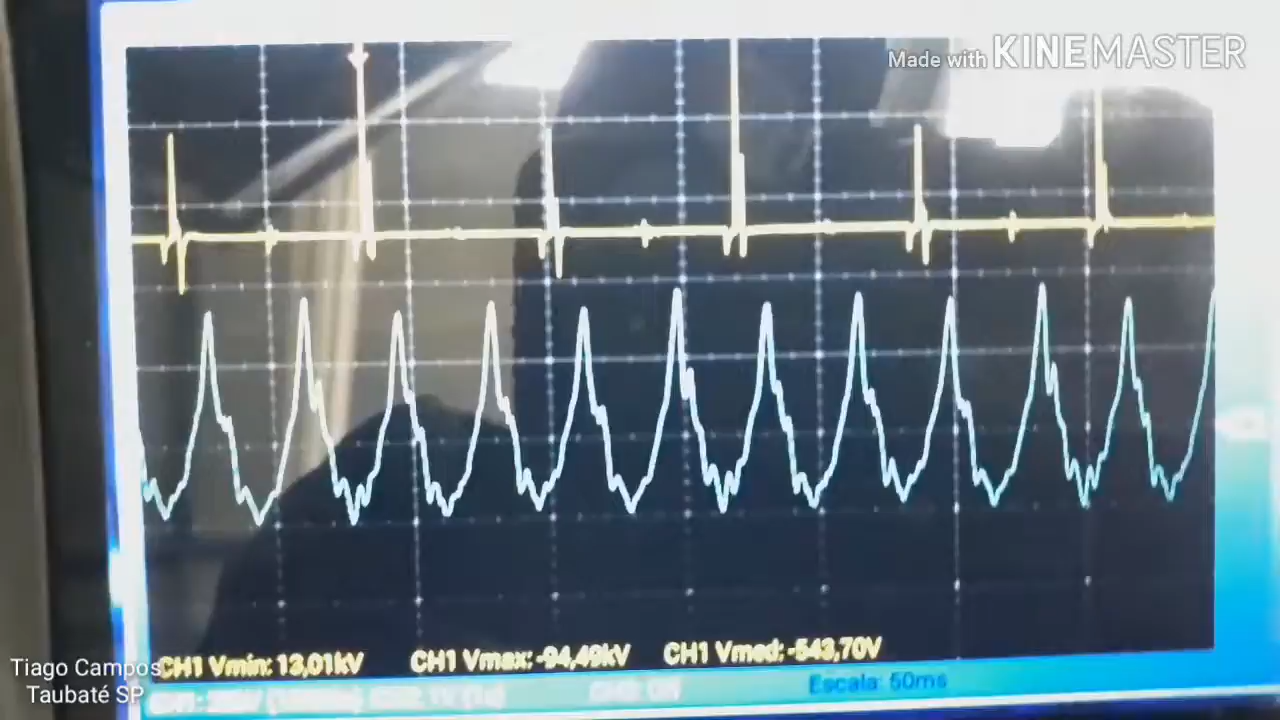 Made with KINEMASTER
CH1 Vmin: 13,01kV CH1 Vmax: -94,49kV CH1 Vmed: -543,70V
Escala: 50ms
Tiago Campos
Taubaté SP